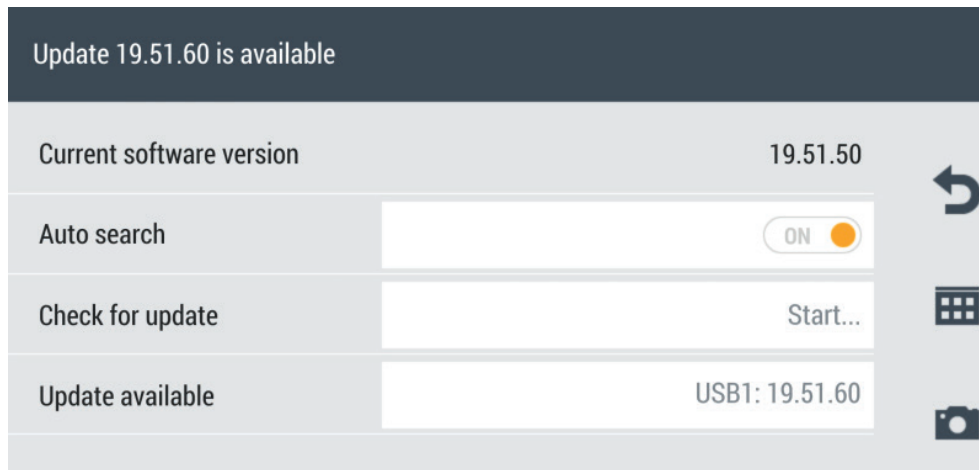 Update 19.51.60 is available
Current software version 19.51.50
Auto search ON
Check for update Start...
Update available USB1: 19.51.60